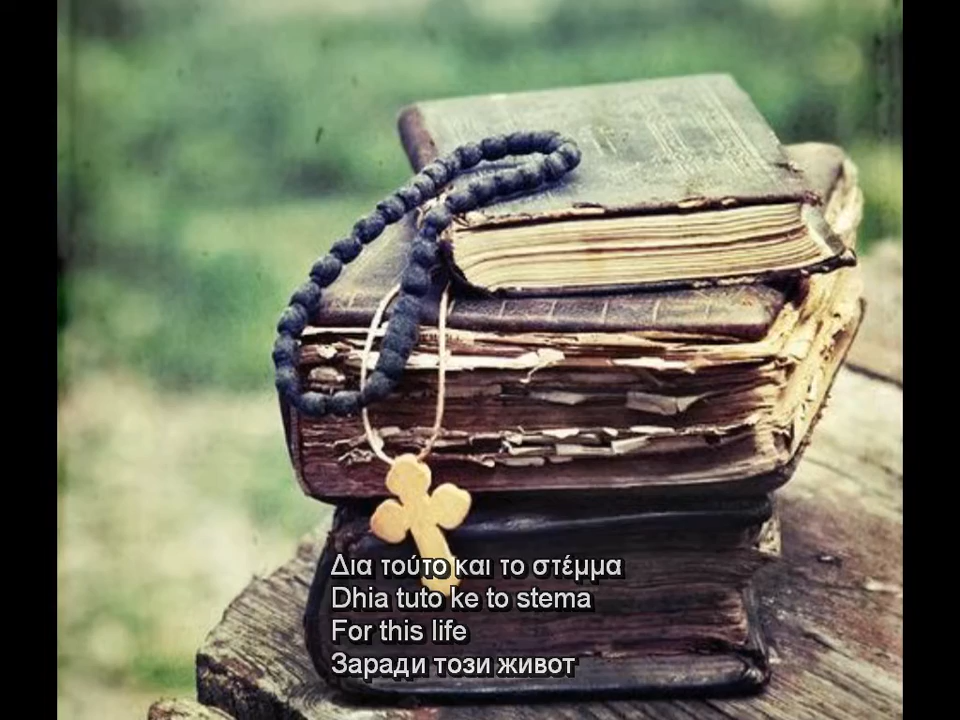 Δια τούτο και το στέμμα
Dhia tuto ke to stema
For this life
Заради този живот